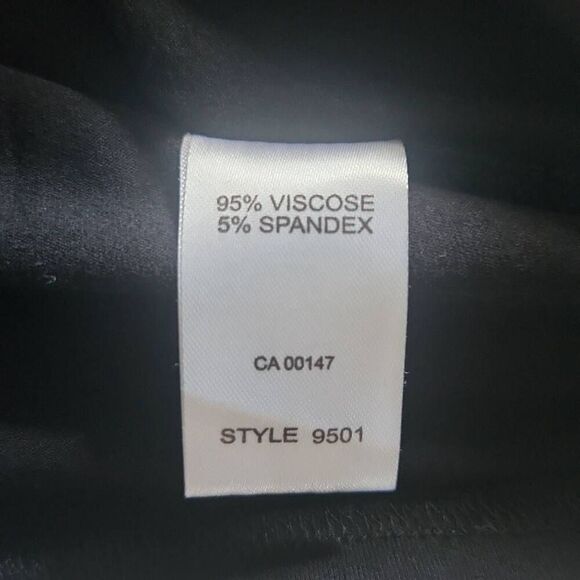 95% VISCOSE
5% SPANDEX
CA 00147
STYLE 9501